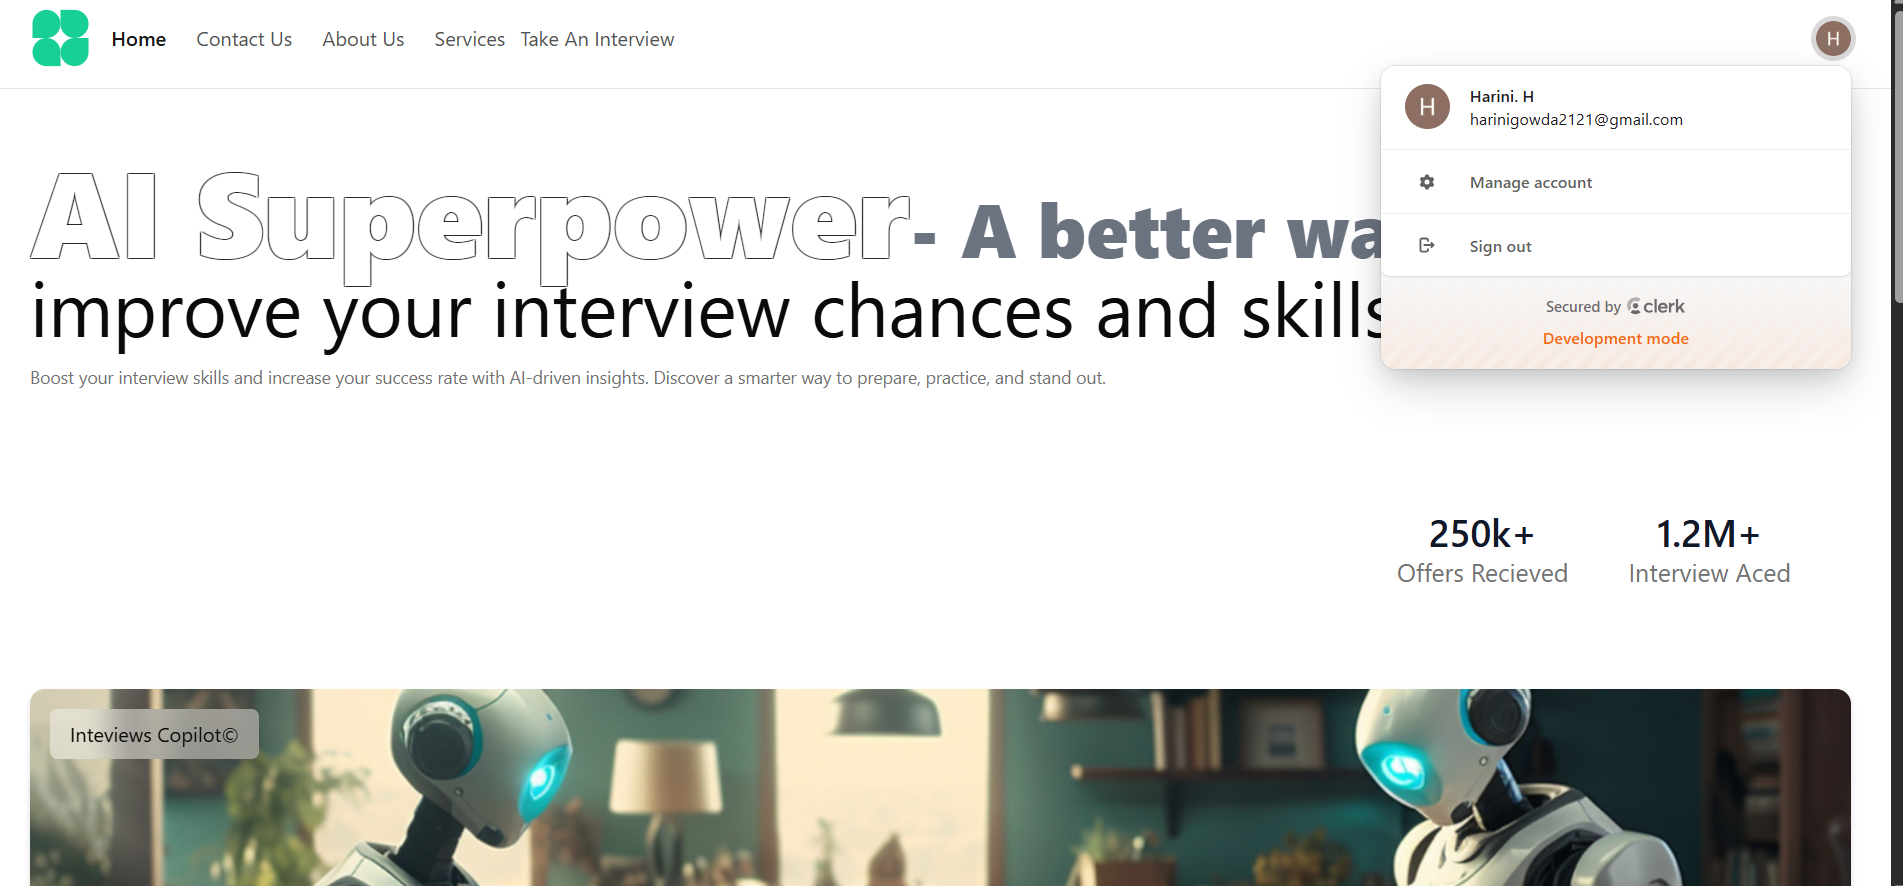 Home Contact Us About Us Services Take An Interview
H
H
Harini. H
harinigowda2121@gmail.com
Manage account
Sign out
Secured by clerk
Development mode
AI Superpower- A better wa
improve your interview chances and skills
Boost your interview skills and increase your success rate with AI-driven insights. Discover a smarter way to prepare, practice, and stand out.
250k+ 1.2M+
Offers Recieved Interview Aced
Inteviews Copilot©